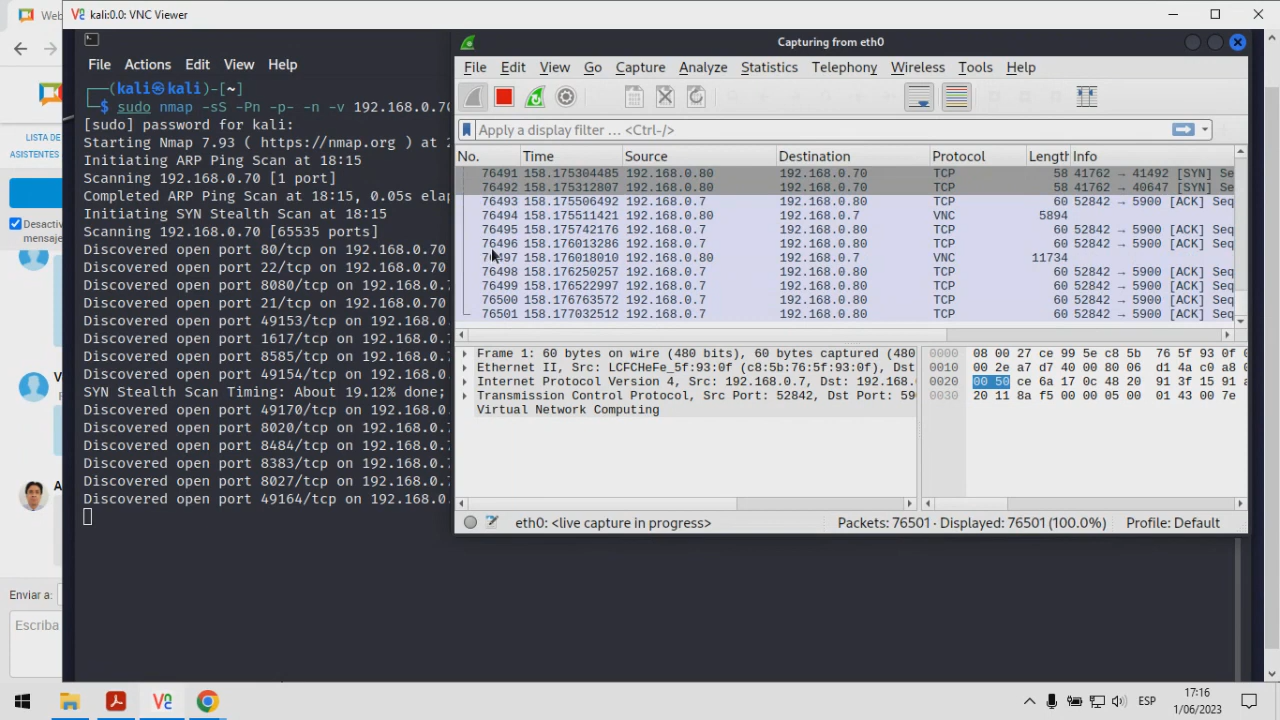 Web
kali:0.0: VNC Viewer
File Actions Edit View Help
LISTA DE
ASISTENTES
Desactiv
mensaje
V
A
Enviar a:
Escriba
(kali㉿kali)-[~]
$ sudo nmap -sS -Pn -p- -n -v 192.168.0.70
[sudo] password for kali:
Starting Nmap 7.93 ( https://nmap.org ) at 2
Initiating ARP Ping Scan at 18:15
Scanning 192.168.0.70 [1 port]
Completed ARP Ping Scan at 18:15, 0.05s elap
Initiating SYN Stealth Scan at 18:15
Scanning 192.168.0.70 [65535 ports]
Discovered open port 80/tcp on 192.168.0.70
Discovered open port 22/tcp on 192.168.0.70
Discovered open port 8080/tcp on 192.168.0.7
Discovered open port 21/tcp on 192.168.0.70
Discovered open port 49153/tcp on 192.168.0.
Discovered open port 1617/tcp on 192.168.0.7
Discovered open port 8585/tcp on 192.168.0.7
Discovered open port 49154/tcp on 192.168.0.
SYN Stealth Scan Timing: About 19.12% done;
Discovered open port 49170/tcp on 192.168.0.
Discovered open port 8020/tcp on 192.168.0.7
Discovered open port 8484/tcp on 192.168.0.7
Discovered open port 8383/tcp on 192.168.0.7
Discovered open port 8027/tcp on 192.168.0.7
Discovered open port 49164/tcp on 192.168.0.
Capturing from eth0
File Edit View Go Capture Analyze Statistics Telephony Wireless Tools Help
Apply a display filter … <Ctrl-/>
No. Time Source Destination Protocol Length Info
76491 158.175304485 192.168.0.80 192.168.0.70 TCP 58 41762 → 41492 [SYN] Seq
76492 158.175312807 192.168.0.80 192.168.0.70 TCP 58 41762 → 40647 [SYN] Seq
76493 158.175506492 192.168.0.7 192.168.0.80 TCP 60 52842 → 5900 [ACK] Seq
76494 158.175511421 192.168.0.80 192.168.0.7 VNC 5894
76495 158.175742176 192.168.0.7 192.168.0.80 TCP 60 52842 → 5900 [ACK] Seq
76496 158.176013286 192.168.0.7 192.168.0.80 TCP 60 52842 → 5900 [ACK] Seq
76497 158.176018010 192.168.0.80 192.168.0.7 VNC 11734
76498 158.176250257 192.168.0.7 192.168.0.80 TCP 60 52842 → 5900 [ACK] Seq
76499 158.176522997 192.168.0.7 192.168.0.80 TCP 60 52842 → 5900 [ACK] Seq
76500 158.176763572 192.168.0.7 192.168.0.80 TCP 60 52842 → 5900 [ACK] Seq
76501 158.177032512 192.168.0.7 192.168.0.80 TCP 60 52842 → 5900 [ACK] Seq
Frame 1: 60 bytes on wire (480 bits), 60 bytes captured (480
Ethernet II, Src: LCFCHeFe_5f:93:0f (c8:5b:76:5f:93:0f), Dst:
Internet Protocol Version 4, Src: 192.168.0.7, Dst: 192.168.
Transmission Control Protocol, Src Port: 52842, Dst Port: 59
Virtual Network Computing
0000 08 00 27 ce 99 5e c8 5b 76 5f 93 0f 0
0010 00 2e a7 d7 40 00 80 06 d1 4a c0 a8 0
0020 00 50 ce 6a 17 0c 48 20 91 3f 15 91 a
0030 20 11 8a f5 00 00 05 00 01 43 00 7e
eth0: <live capture in progress> Packets: 76501 · Displayed: 76501 (100.0%) Profile: Default
ESP
17:16
1/06/2023